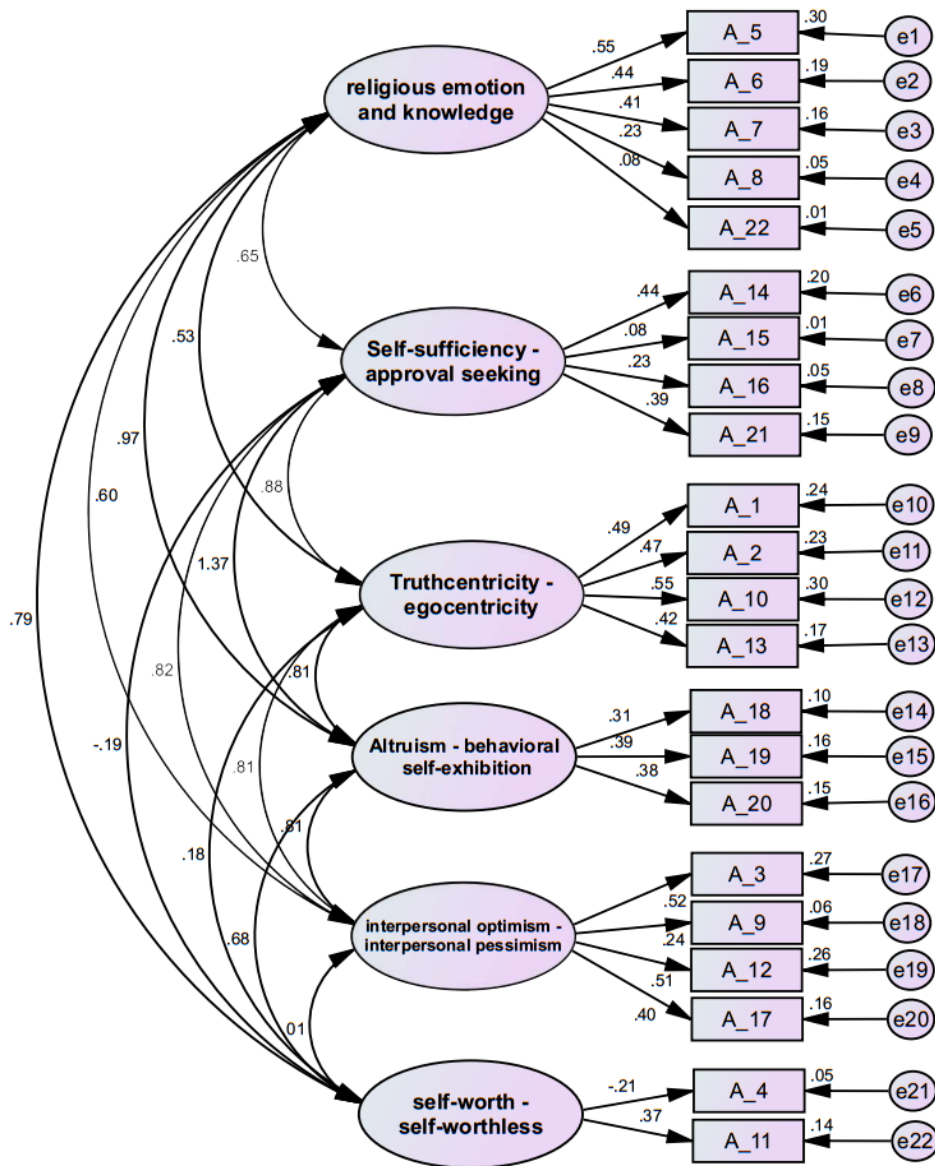 religious emotion
and knowledge
.55
.44
.41
.23
.08
A_5
.30
e1
A_6
.19
e2
A_7
.16
e3
A_8
.05
e4
A_22
.01
e5
.65
Self-sufficiency -
approval seeking
.44
.08
.23
.39
A_14
.20
e6
A_15
.01
e7
A_16
.05
e8
A_21
.15
e9
.53
.97
.60
.88
1.37
.79
Truthcentricity -
egocentricity
.49
.47
.55
.42
A_1
.24
e10
A_2
.23
e11
A_10
.30
e12
A_13
.17
e13
.82
.81
-.19
Altruism - behavioral
self-exhibition
.31
.39
.38
A_18
.10
e14
A_19
.16
e15
A_20
.15
e16
.81
.81
.18
.68
interpersonal optimism -
interpersonal pessimism
.52
.24
.51
.40
A_3
.27
e17
A_9
.06
e18
A_12
.26
e19
A_17
.16
e20
01
self-worth -
self-worthless
-.21
.37
A_4
.05
e21
A_11
.14
e22